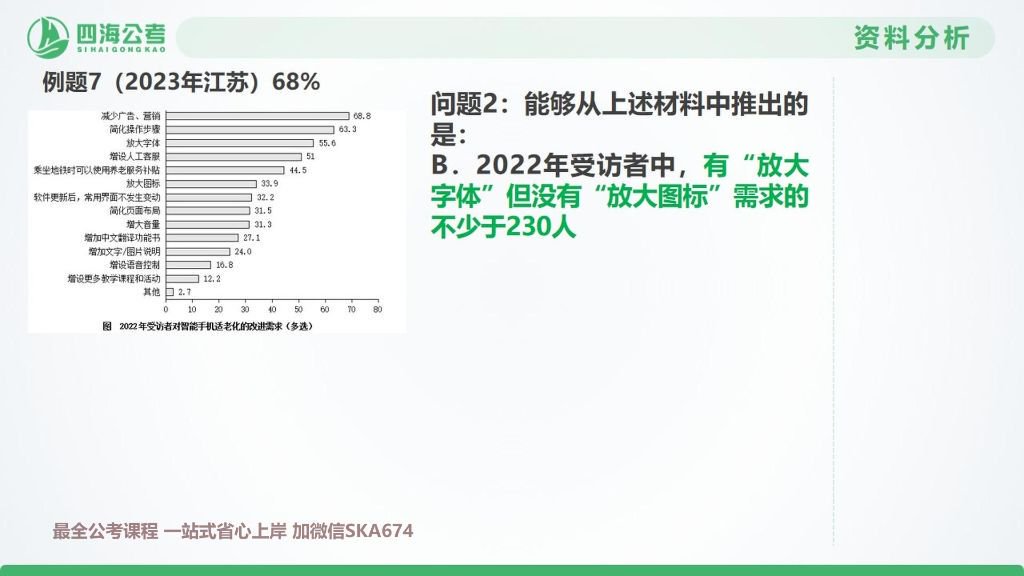 四海公考
SIHAIGONGKAO
资料分析
例题7（2023年江苏）68%
减少广告、营销 68.8
简化操作步骤 63.3
放大字体 55.6
增设人工客服 51
乘坐地铁时可以使用养老服务补贴 44.5
放大图标 33.9
软件更新后，常用界面不发生变动 32.2
简化页面布局 31.5
增大音量 31.3
增加中文翻译功能书 27.1
增加文字/图片说明 24.0
增设语音控制 16.8
增设更多教学课程和活动 12.2
其他 2.7
0 10 20 30 40 50 60 70 80
图 2022年受访者对智能手机适老化的改进需求（多选）
问题2：能够从上述材料中推出的
是：
B．2022年受访者中，有“放大
字体”但没有“放大图标”需求的
不少于230人
最全公考课程 一站式省心上岸 加微信SKA674